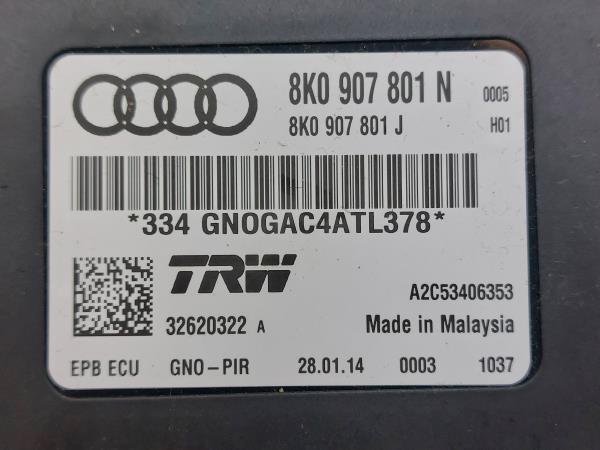 8K0 907 801 N 0005
8K0 907 801 J H01
*334 GNOGAC4ATL378*
TRW
A2C53406353
32620322 A Made in Malaysia
EPB ECU GNO-PIR 28.01.14 0003 1037